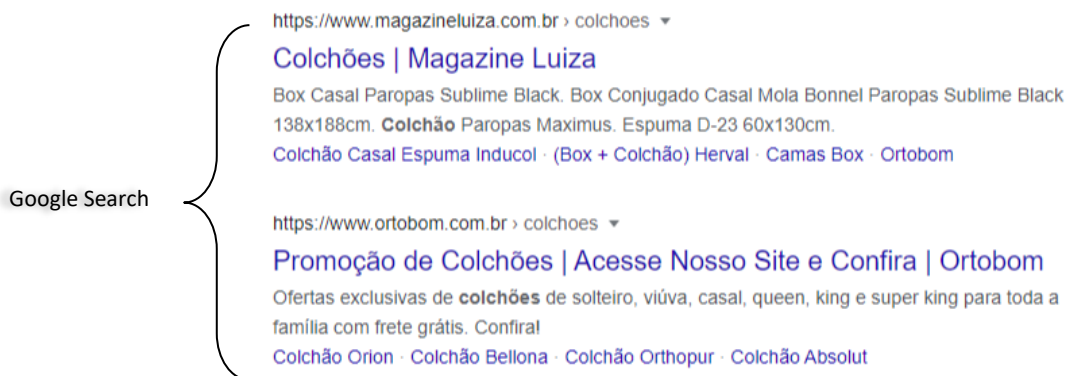 https://www.magazineluiza.com.br › colchoes
Colchões | Magazine Luiza
Box Casal Paropas Sublime Black. Box Conjugado Casal Mola Bonnel Paropas Sublime Black
138x188cm. Colchão Paropas Maximus. Espuma D-23 60x130cm.
Colchão Casal Espuma Inducol · (Box + Colchão) Herval · Camas Box · Ortobom
Google Search
https://www.ortobom.com.br › colchoes
Promoção de Colchões | Acesse Nosso Site e Confira | Ortobom
Ofertas exclusivas de colchões de solteiro, viúva, casal, queen, king e super king para toda a
família com frete grátis. Confira!
Colchão Orion · Colchão Bellona · Colchão Orthopur · Colchão Absolut